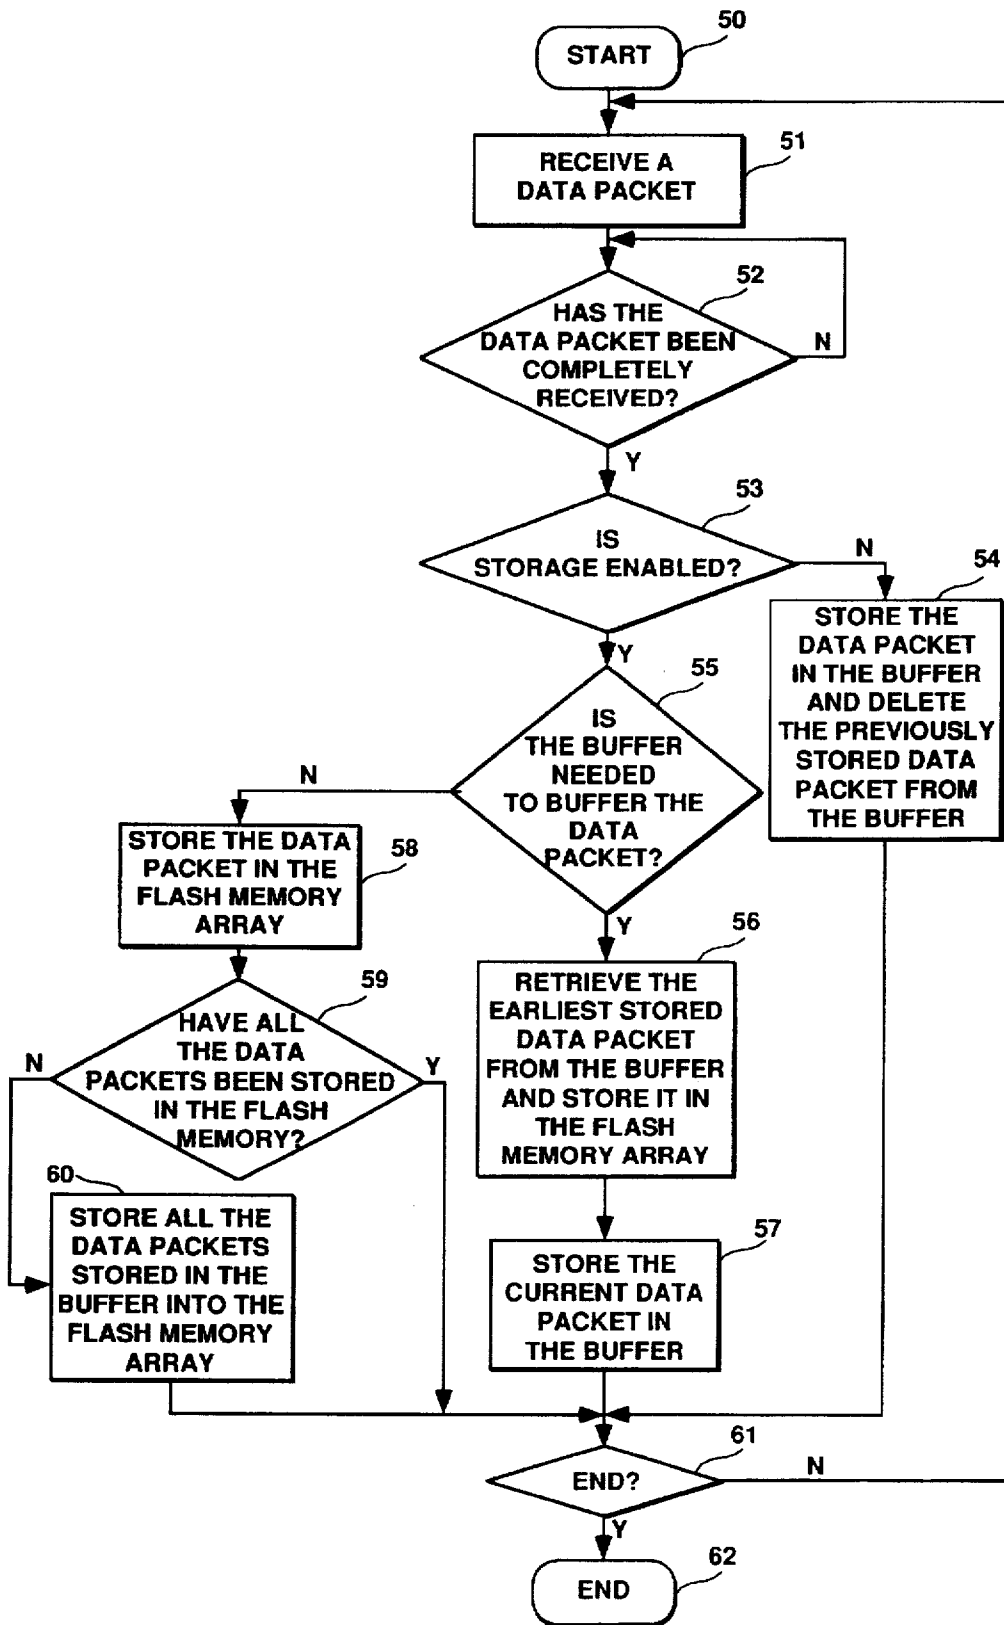 50
START
51
RECEIVE A
DATA PACKET
52
HAS THE
DATA PACKET BEEN
COMPLETELY
RECEIVED?
N
Y
53
IS
STORAGE ENABLED?
N
Y
54
STORE THE
DATA PACKET
IN THE BUFFER
AND DELETE
THE PREVIOUSLY
STORED DATA
PACKET FROM
THE BUFFER
55
IS
THE BUFFER
NEEDED
TO BUFFER THE
DATA
PACKET?
N
Y
58
STORE THE DATA
PACKET IN THE
FLASH MEMORY
ARRAY
56
RETRIEVE THE
EARLIEST STORED
DATA PACKET
FROM THE BUFFER
AND STORE IT IN
THE FLASH
MEMORY ARRAY
59
HAVE ALL
THE DATA
PACKETS BEEN STORED
IN THE FLASH
MEMORY?
N
Y
60
STORE ALL THE
DATA PACKETS
STORED IN THE
BUFFER INTO THE
FLASH MEMORY
ARRAY
57
STORE THE
CURRENT DATA
PACKET IN
THE BUFFER
61
END?
N
Y
62
END